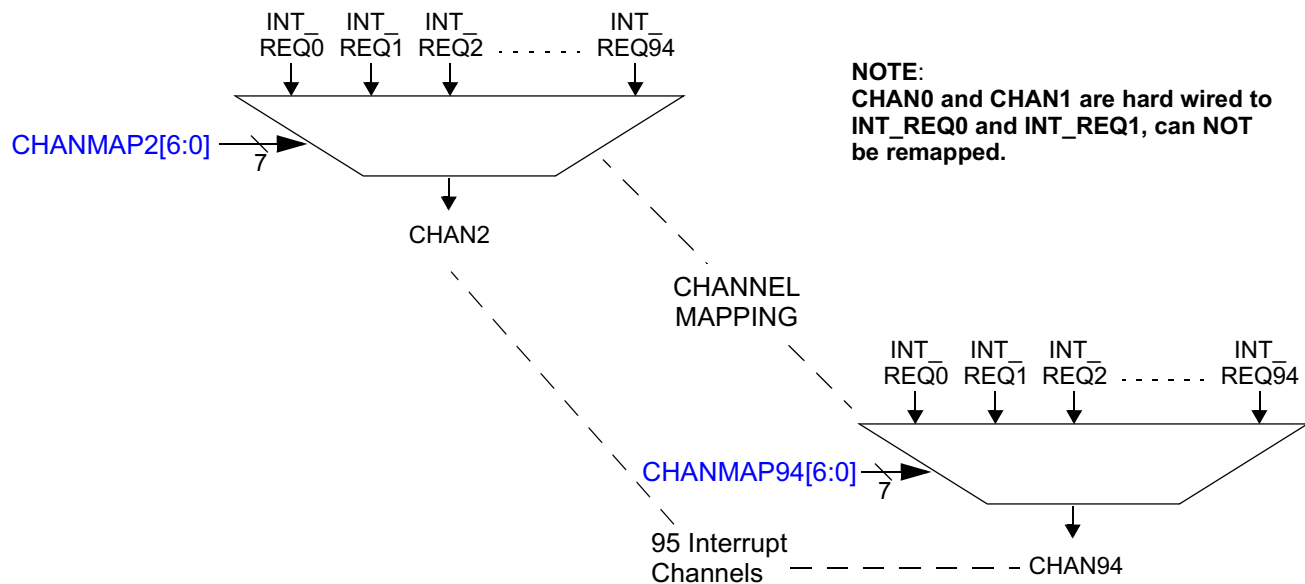 INT_ INT_ INT_ INT_
REQ0 REQ1 REQ2 REQ94
NOTE:
CHAN0 and CHAN1 are hard wired to
INT_REQ0 and INT_REQ1, can NOT
be remapped.
CHANMAP2[6:0]
7
CHAN2
CHANNEL
MAPPING
INT_ INT_ INT_ INT_
REQ0 REQ1 REQ2 REQ94
CHANMAP94[6:0]
7
95 Interrupt
Channels
CHAN94